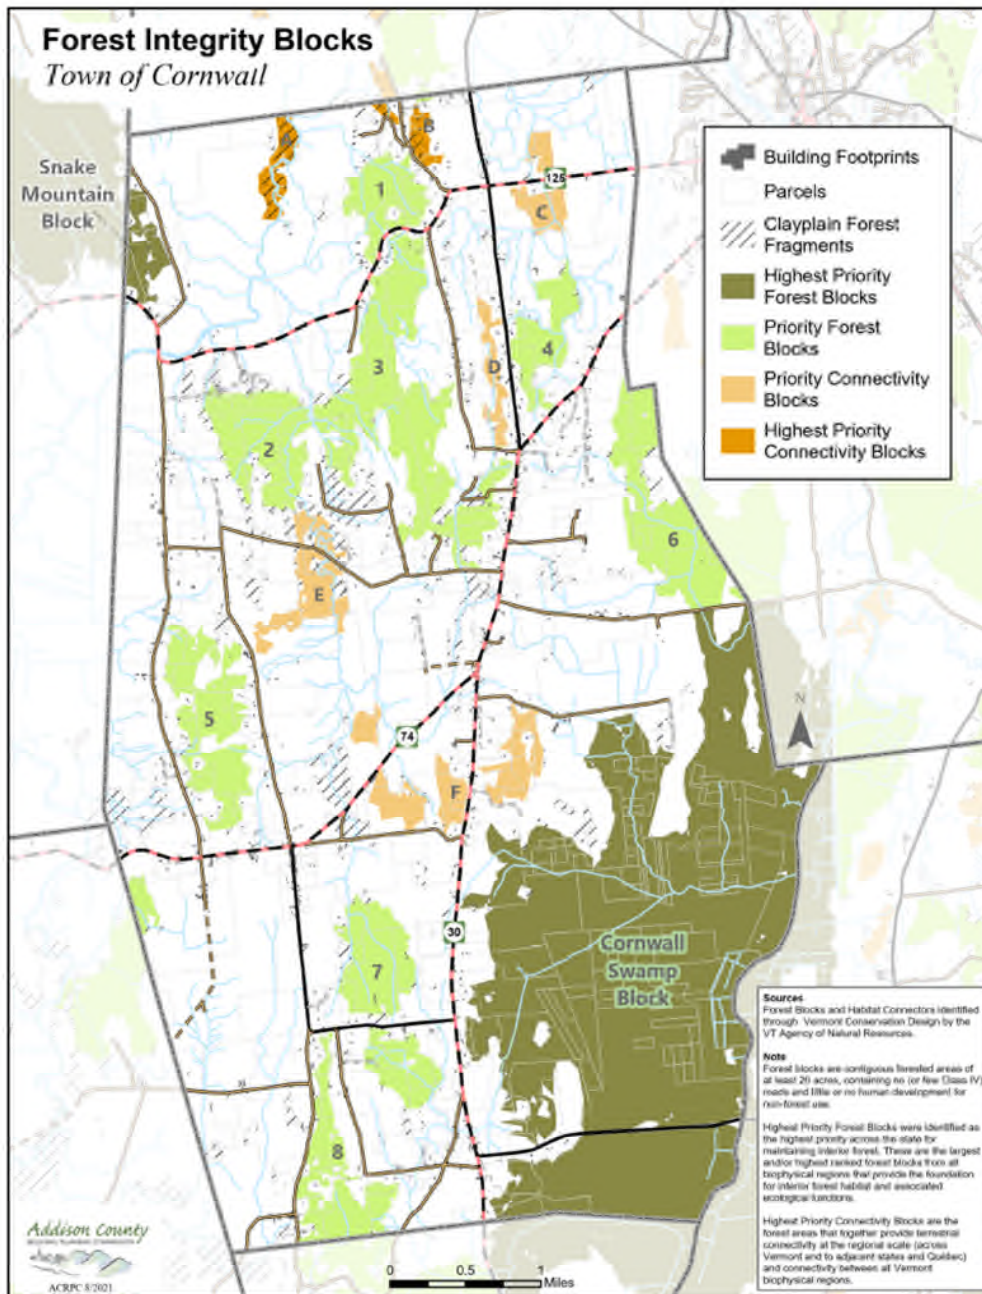 Forest Integrity Blocks
Town of Cornwall
Snake
Mountain
Block
A
B
1
125
C
Building Footprints
Parcels
Clayplain Forest
Fragments
Highest Priority
Forest Blocks
Priority Forest
Blocks
Priority Connectivity
Blocks
Highest Priority
Connectivity Blocks
3
D
4
2
6
E
5
N
74
F
30
7
Cornwall
Swamp
Block
8
Sources
Forest Blocks and Habitat Connectors identified
through Vermont Conservation Design by the
VT Agency of Natural Resources.
Note
Forest blocks are contiguous forested areas of
at least 20 acres, containing no (or few Class IV)
roads and little or no human development for
non-forest use.
Highest Priority Forest Blocks were identified as
the highest priority across the state for
maintaining interior forest. These are the largest
and/or highest ranked forest blocks from all
biophysical regions that provide the foundation
for interior forest habitat and associated
ecological functions.
Highest Priority Connectivity Blocks are the
forest areas that together provide terrestrial
connectivity at the regional scale (across
Vermont and to adjacent states and Québec)
and connectivity between all Vermont
biophysical regions.
Addison County
ACRPC 8/2021
0 0.5 1
Miles